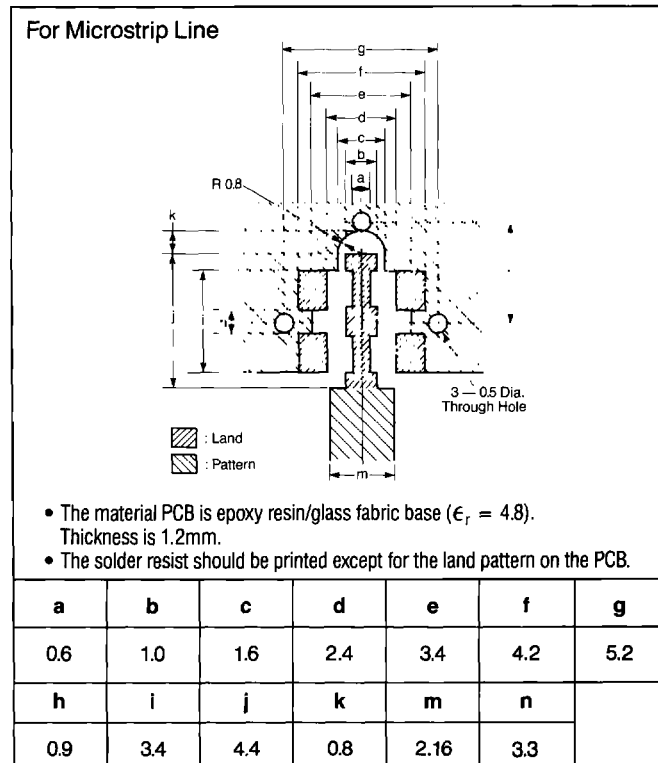 For Microstrip Line
g
f
e
d
c
b
a
R 0.8
k
3 — 0.5 Dia.
Through Hole
: Land
: Pattern
m
• The material PCB is epoxy resin/glass fabric base (ϵr = 4.8).
Thickness is 1.2mm.
• The solder resist should be printed except for the land pattern on the PCB.
a b c d e f g
0.6 1.0 1.6 2.4 3.4 4.2 5.2
h i j k m n
0.9 3.4 4.4 0.8 2.16 3.3